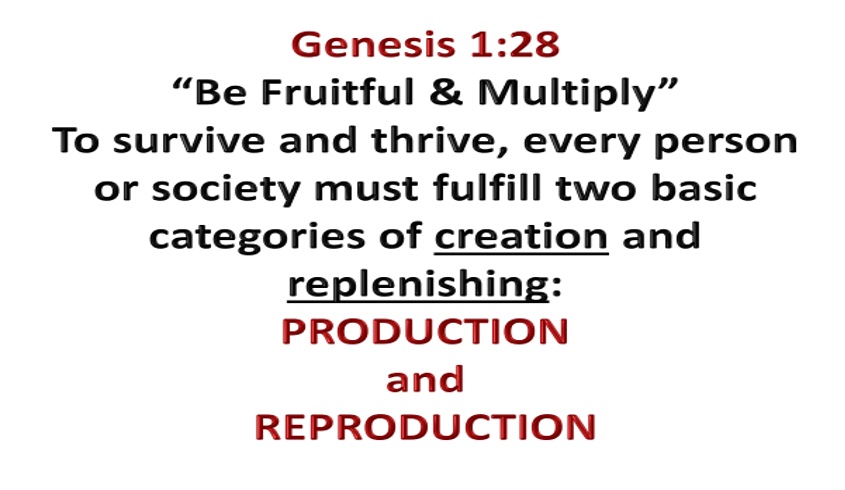 Genesis 1:28
“Be Fruitful & Multiply”
To survive and thrive, every person
or society must fulfill two basic
categories of creation and
replenishing:
PRODUCTION
and
REPRODUCTION